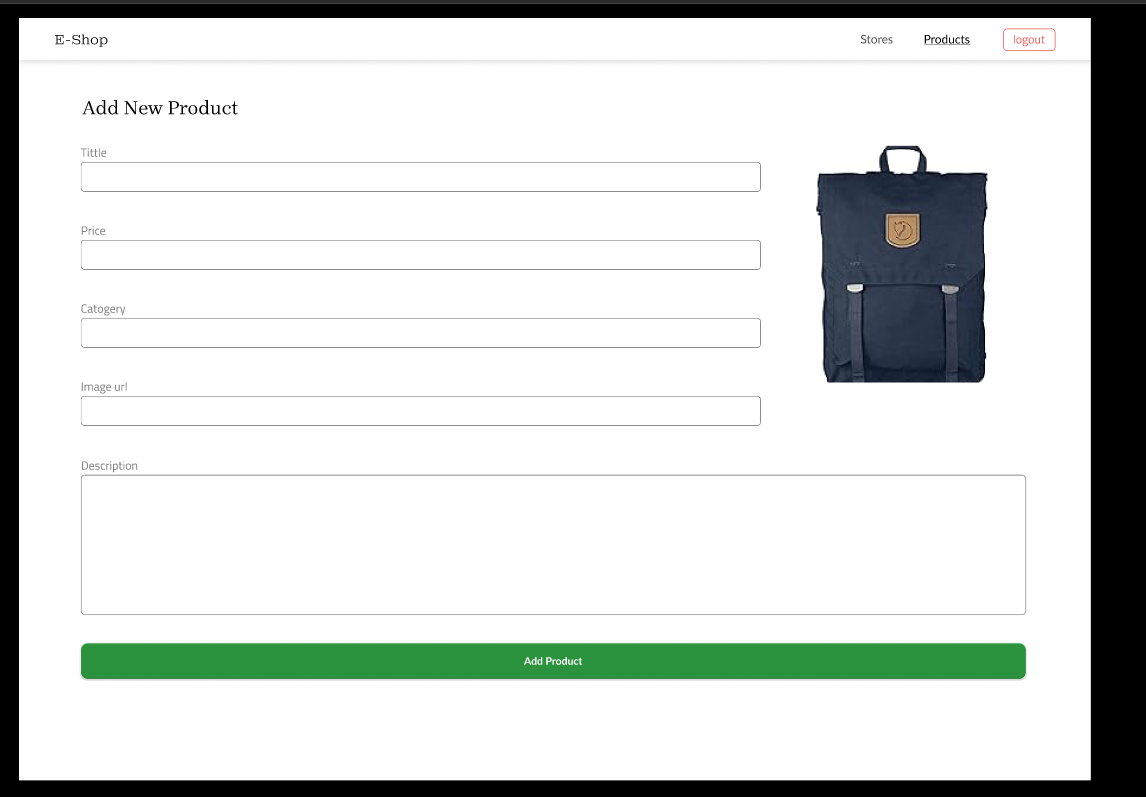 E-Shop
Stores
Products
logout
Add New Product
Tittle
Price
Catogery
Image url
Description
Add Product